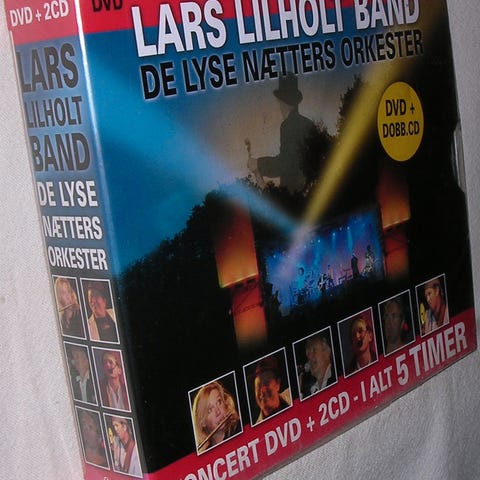 DVD + 2CD
LARS
LILHOLT
BAND
DE LYSE
NÆTTERS
ORKESTER
DVD
LARS LILHOLT BAND
DE LYSE NÆTTERS ORKESTER
DVD +
DOBB.CD
CONCERT DVD + 2CD - I ALT 5 TIMER